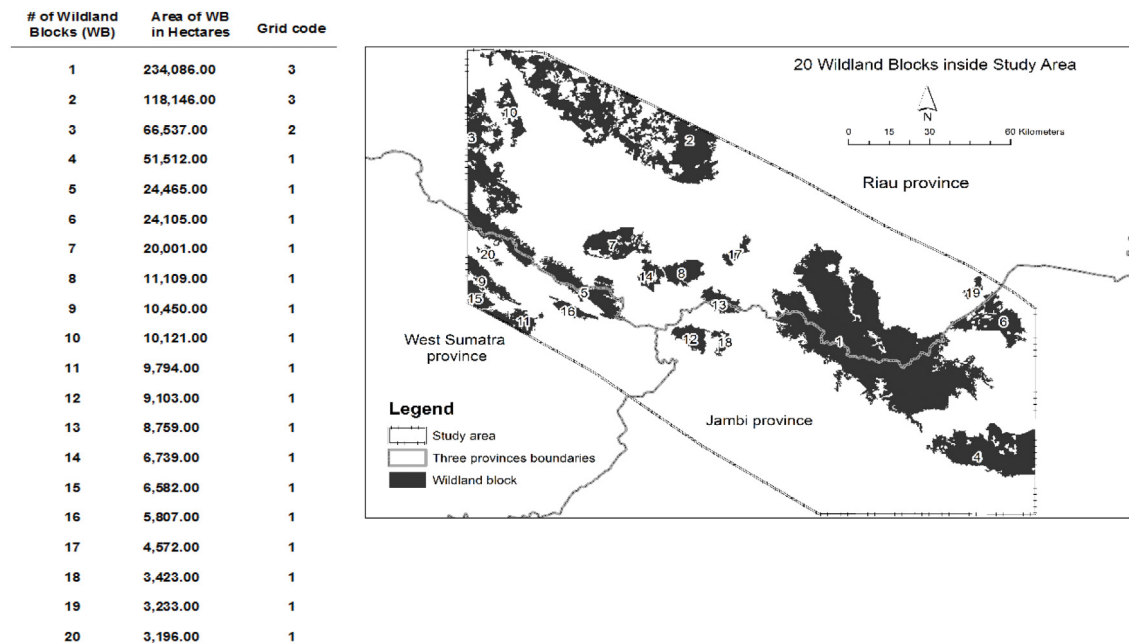 # of Wildland Blocks (WB) Area of WB in Hectares Grid code
1 234,086.00 3
2 118,146.00 3
3 66,537.00 2
4 51,512.00 1
5 24,465.00 1
6 24,105.00 1
7 20,001.00 1
8 11,109.00 1
9 10,450.00 1
10 10,121.00 1
11 9,794.00 1
12 9,103.00 1
13 8,759.00 1
14 6,739.00 1
15 6,582.00 1
16 5,807.00 1
17 4,572.00 1
18 3,423.00 1
19 3,233.00 1
20 3,196.00 1
20 Wildland Blocks inside Study Area
N
0 15 30 60 Kilometers
Riau province
10
3
2
7
17
20
14
8
9
5
19
15
13
16
11
6
12
18
1
West Sumatra
province
Jambi province
4
Legend
Study area
Three provinces boundaries
Wildland block